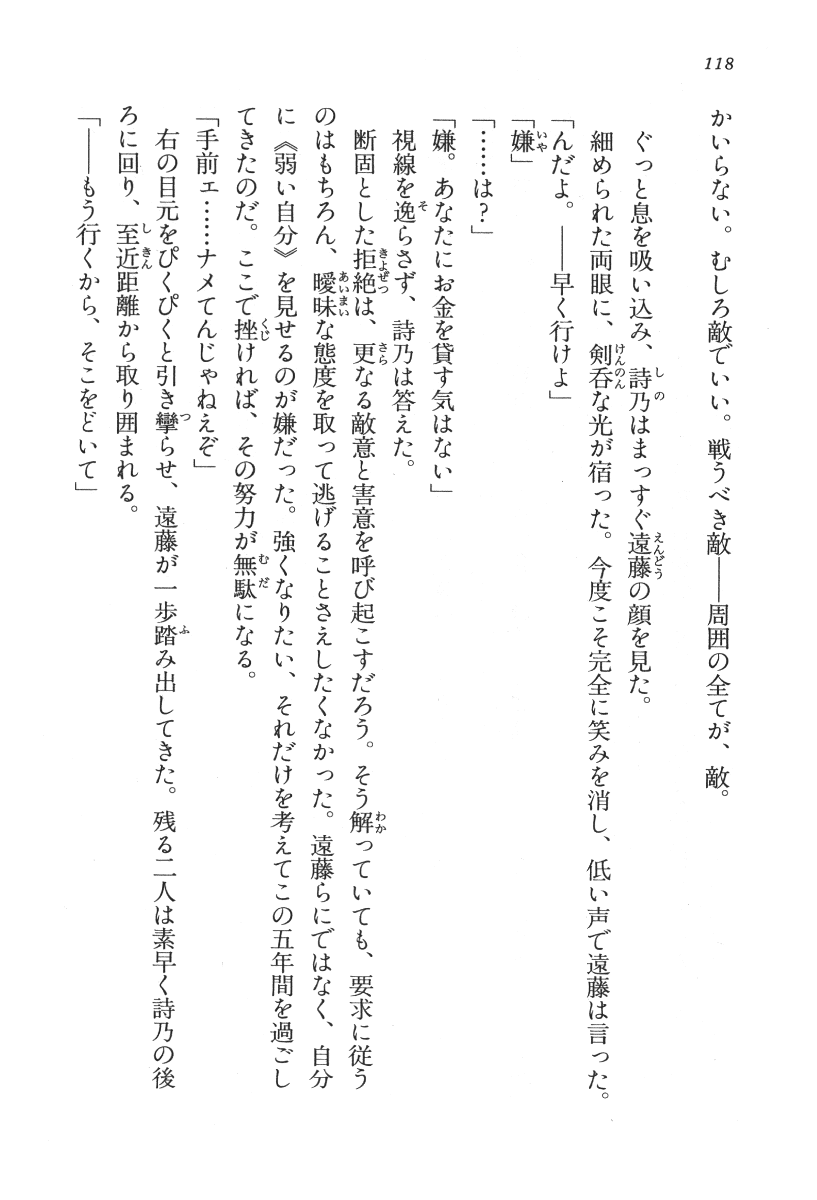 118
かいらない。むしろ敵でいい。戦うべき敵――周囲の全てが、敵。
ぐっと息を吸い込み、詩乃はまっすぐ遠藤の顔を見た。
細められた両眼に、剣呑な光が宿った。今度こそ完全に笑みを消し、低い声で遠藤は言った。
「んだよ。――早く行けよ」
「嫌」
「……は？」
「嫌。あなたにお金を貸す気はない」
視線を逸らさず、詩乃は答えた。
断固とした拒絶は、更なる敵意と害意を呼び起こすだろう。そう解っていても、要求に従う
のはもちろん、曖昧な態度を取って逃げることさえしたくなかった。遠藤らにではなく、自分
に《弱い自分》を見せるのが嫌だった。強くなりたい、それだけを考えてこの五年間を過ごし
てきたのだ。ここで挫ければ、その努力が無駄になる。
「手前ェ……ナメてんじゃねえぞ」
右の目元をぴくぴくと引き攣らせ、遠藤が一歩踏み出してきた。残る二人は素早く詩乃の後
ろに回り、至近距離から取り囲まれる。
「――もう行くから、そこをどいて」